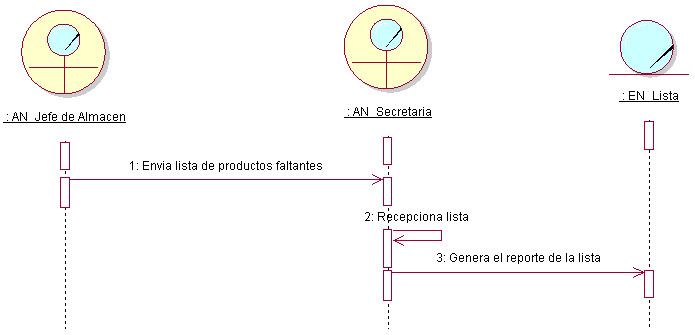 : AN_Jefe de Almacen
: AN_Secretaria
: EN_Lista
1: Envia lista de productos faltantes
2: Recepciona lista
3: Genera el reporte de la lista